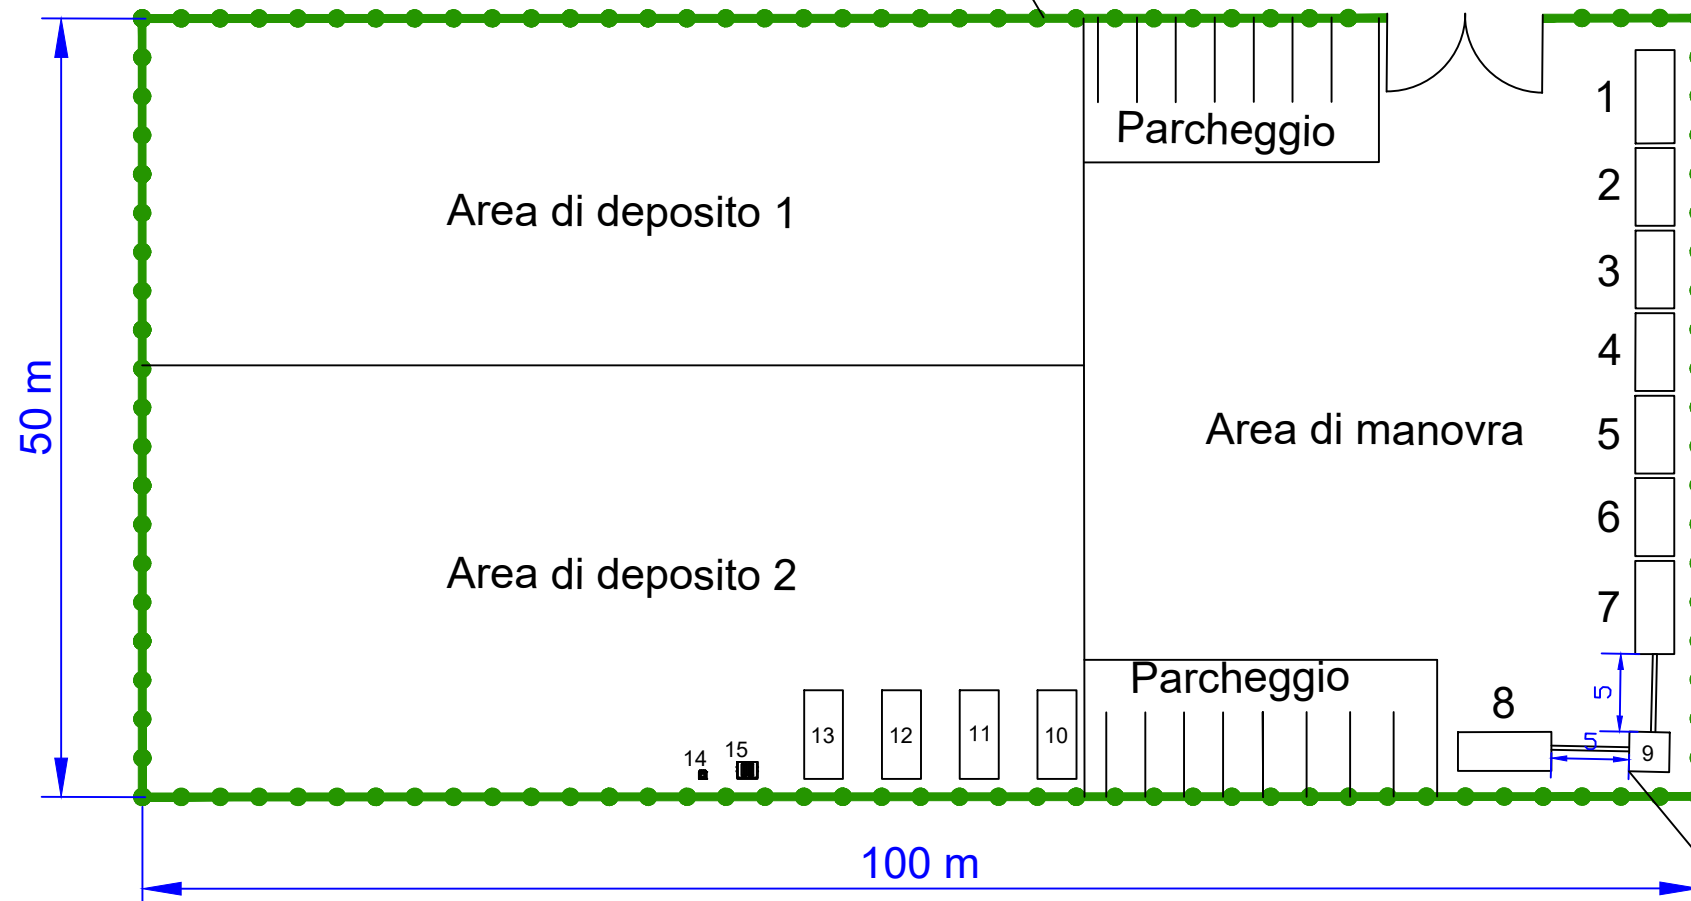 1
Parcheggio
2
Area di deposito 1
3
4
50 m
Area di manovra
5
6
Area di deposito 2
7
Parcheggio
5
8
13
12
11
10
14
15
5
9
100 m